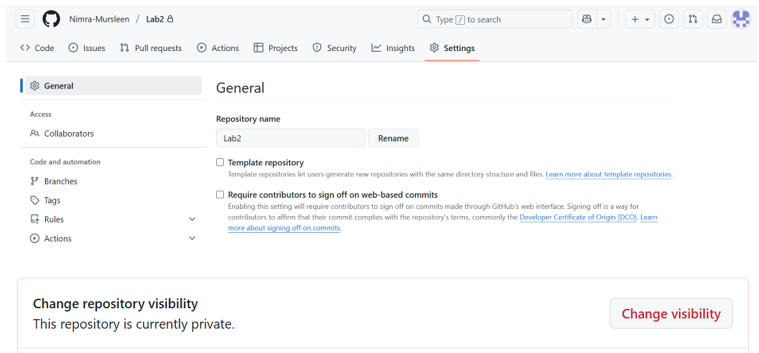 Nimra-Mursleen / Lab2
Type / to search
Code Issues Pull requests Actions Projects Security Insights Settings
General
Access
Collaborators
Code and automation
Branches
Tags
Rules
Actions
General
Repository name
Lab2 Rename
Template repository
Template repositories let users generate new repositories with the same directory structure and files. Learn more about template repositories.
Require contributors to sign off on web-based commits
Enabling this setting will require contributors to sign off on commits made through GitHub's web interface. Signing off is a way for
contributors to affirm that their commit complies with the repository's terms, commonly the Developer Certificate of Origin (DCO). Learn
more about signing off on commits.
Change repository visibility
This repository is currently private.
Change visibility